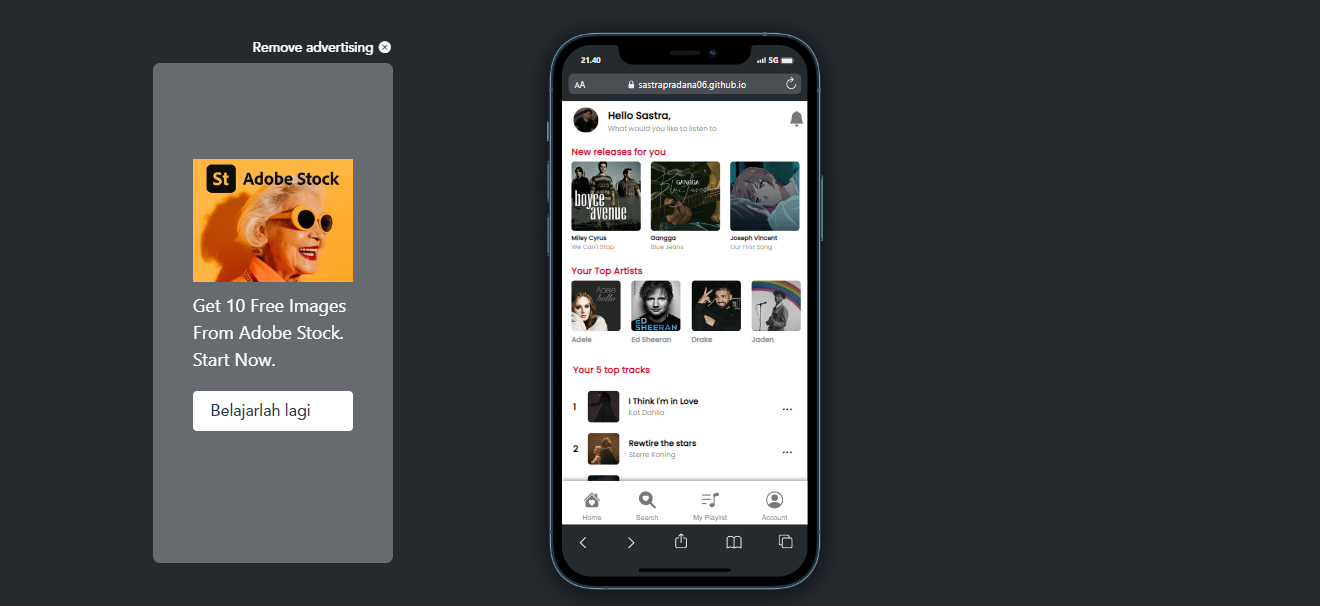 Remove advertising
St Adobe Stock
Get 10 Free Images
From Adobe Stock.
Start Now.
Belajarlah lagi
21.40
5G
AA
sastrapradana06.github.io
Hello Sastra,
What would you like to listen to
New releases for you
boyce
avenue
GANGGA
Blue Jeans
Miley Cyrus
Gangga
Joseph Vincent
We Can't Stop
Blue Jeans
Our First Song
Your Top Artists
Adele
hello
ED
SHEERAN
Adele
Ed Sheeran
Drake
Jaden
Your 5 top tracks
1
I Think I'm in Love
Kat Dahlia
...
2
Rewtire the stars
Sterre Koning
...
Home
Search
My Playlist
Account